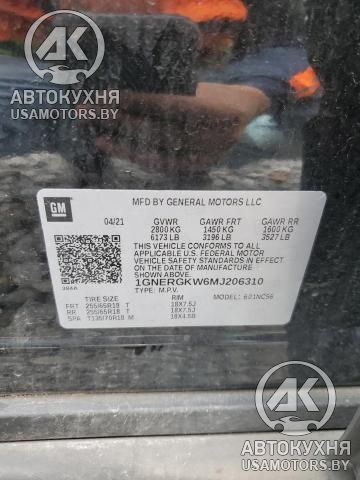 AK
АВТОКУХНЯ
USAMOTORS.BY
GM
MFD BY GENERAL MOTORS LLC
04/21 GVWR GAWR FRT GAWR RR
2800 KG 1450 KG 1600 KG
6173 LB 3196 LB 3527 LB
THIS VEHICLE CONFORMS TO ALL
APPLICABLE U.S. FEDERAL MOTOR
VEHICLE SAFETY STANDARDS IN EFFECT
ON THE DATE OF MANUFACTURE
SHOWN ABOVE.
1GNERGKW6MJ206310
TYPE: M.P.V.
TIRE SIZE RIM MODEL:
FRT 255/65R18 T 18X7.5J
RR 255/65R18 T 18X7.5J
SPA T135/70R18 M 18X4.5B
AK
АВТОКУХНЯ
USAMOTORS.BY